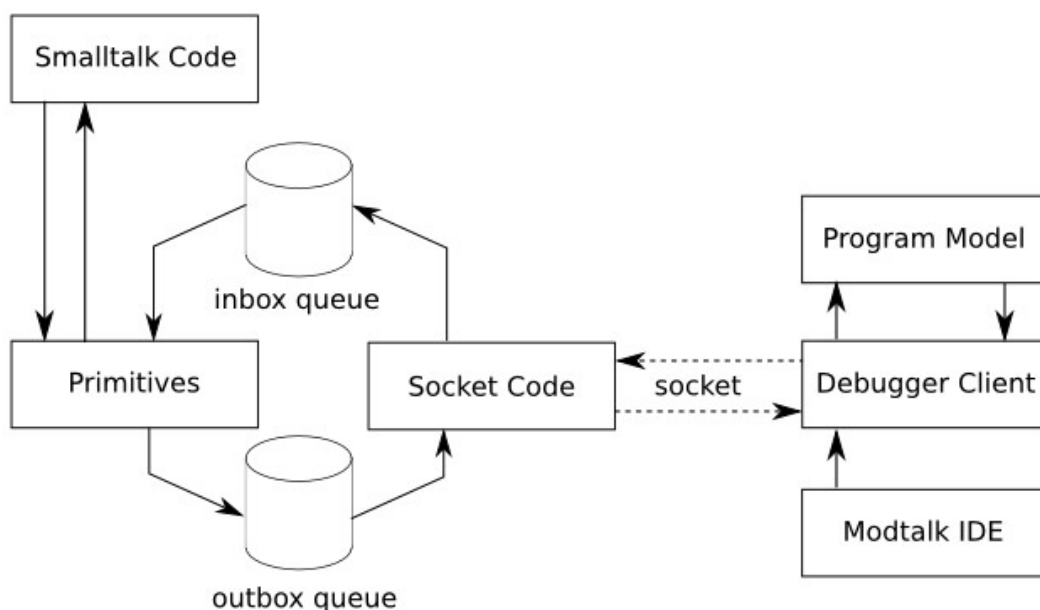 Smalltalk Code
inbox queue
Program Model
Primitives
Socket Code
socket
Debugger Client
Modtalk IDE
outbox queue